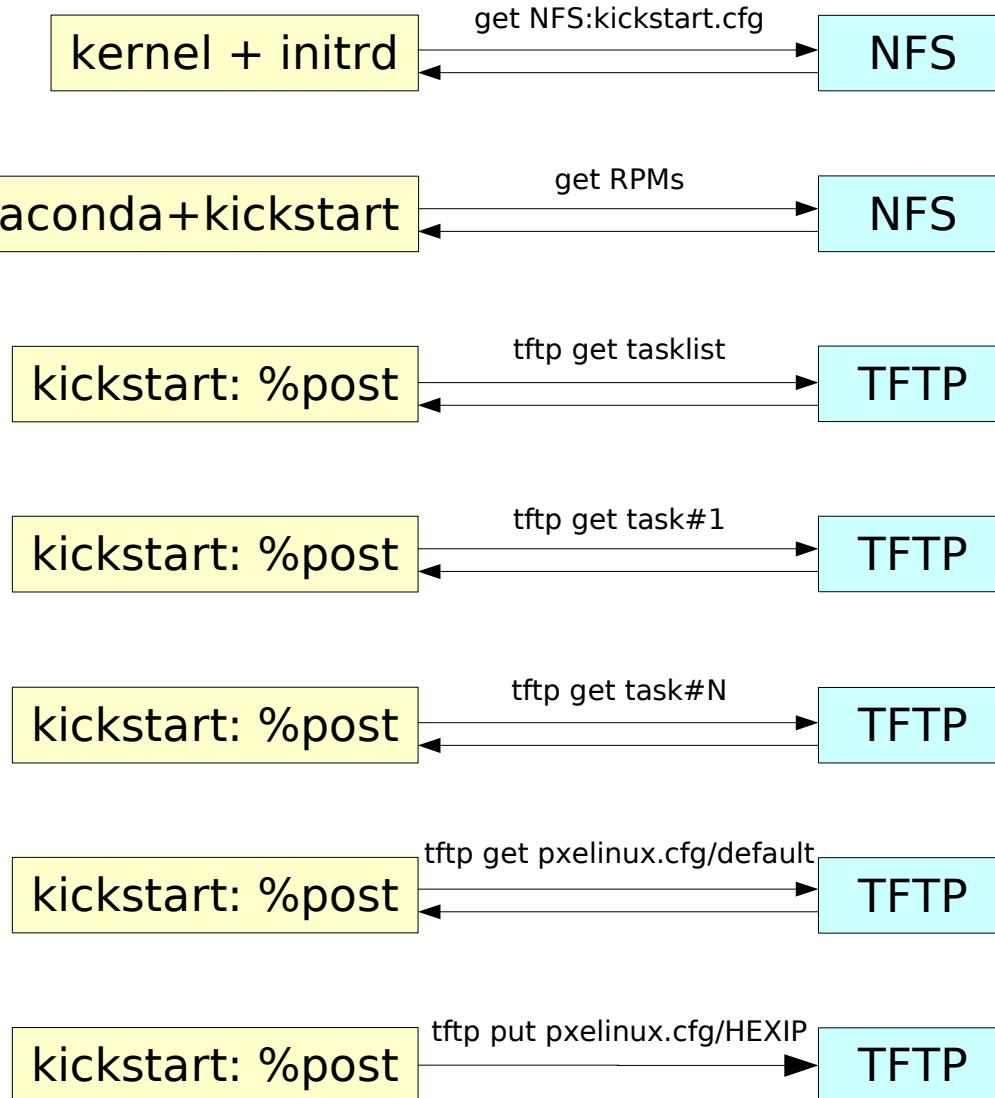 get NFS:kickstart.cfg
kernel + initrd
NFS
get RPMs
aconda+kickstart
NFS
tftp get tasklist
kickstart: %post
TFTP
tftp get task#1
kickstart: %post
TFTP
tftp get task#N
kickstart: %post
TFTP
tftp get pxelinux.cfg/default
kickstart: %post
TFTP
tftp put pxelinux.cfg/HEXIP
kickstart: %post
TFTP